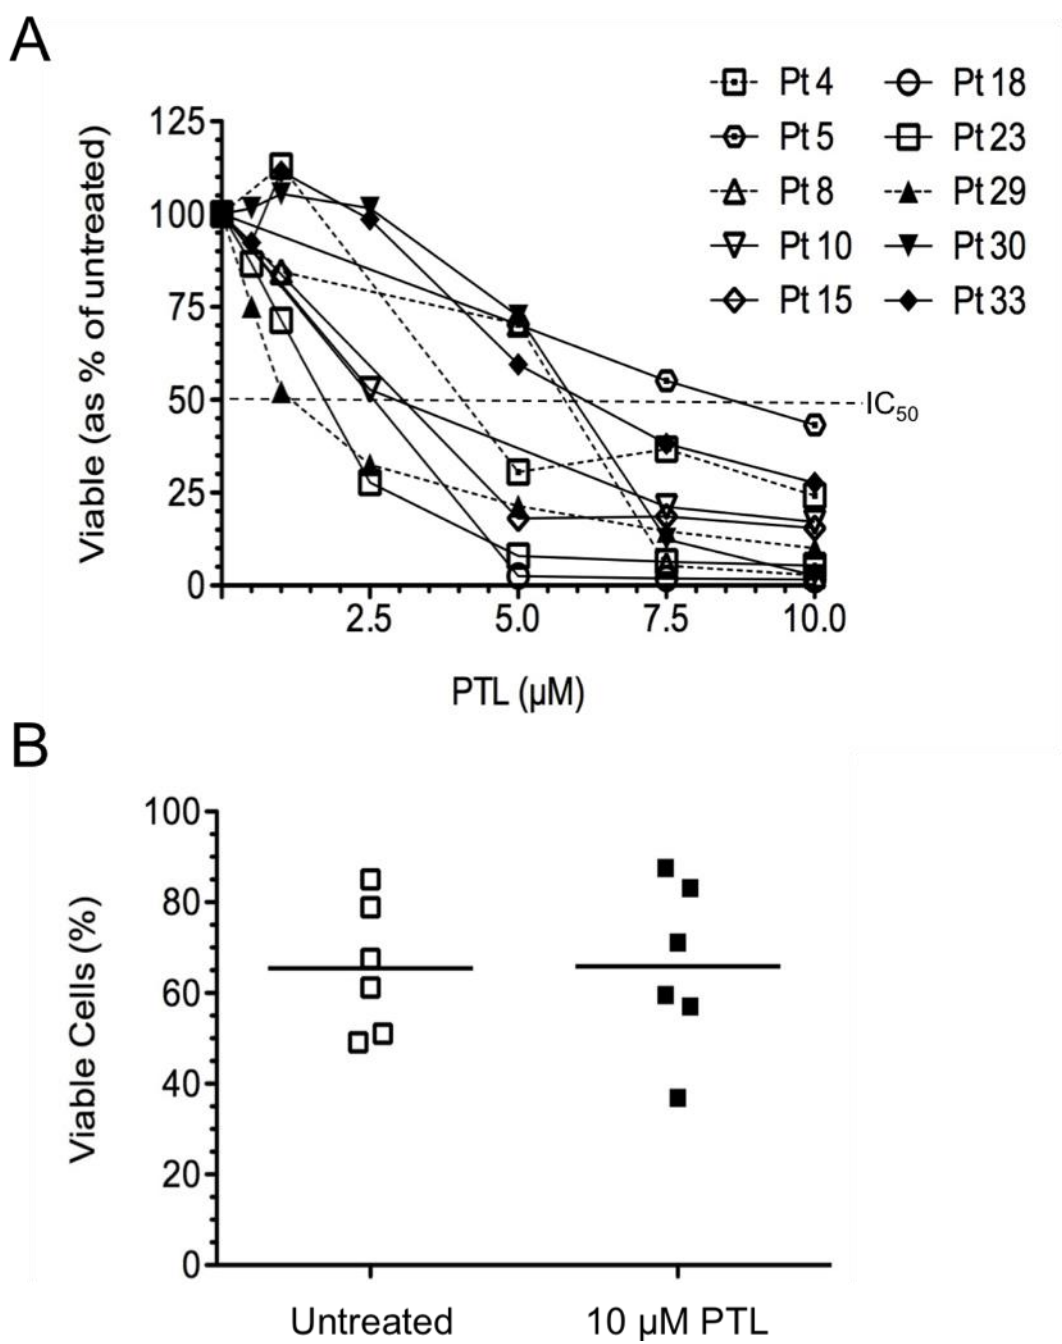 A
Pt 4 Pt 18
Pt 5 Pt 23
Pt 8 Pt 29
Pt 10 Pt 30
Pt 15 Pt 33
Viable (as % of untreated)
125
100
75
50
25
0
IC50
2.5 5.0 7.5 10.0
PTL (µM)
B
Viable Cells (%)
100
80
60
40
20
0
Untreated 10 µM PTL